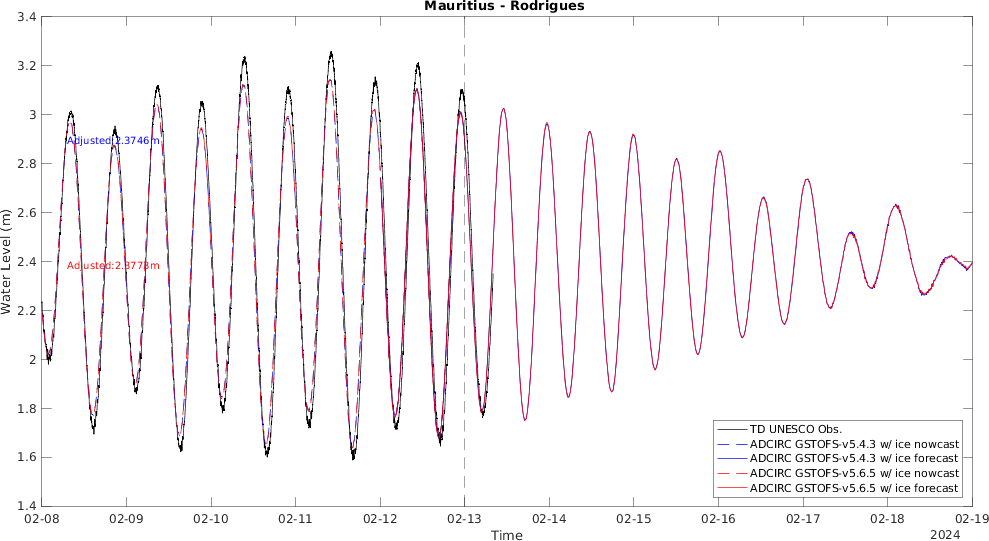 Mauritius - Rodrigues
3.4
3.2
3
2.8
2.6
2.4
2.2
2
1.8
1.6
1.4
Water Level (m)
Adjusted:2.3746m
Adjusted:2.3773m
TD UNESCO Obs.
ADCIRC GSTOFS-v5.4.3 w/ ice nowcast
ADCIRC GSTOFS-v5.4.3 w/ ice forecast
ADCIRC GSTOFS-v5.6.5 w/ ice nowcast
ADCIRC GSTOFS-v5.6.5 w/ ice forecast
02-08 02-09 02-10 02-11 02-12 02-13 02-14 02-15 02-16 02-17 02-18 02-19
Time
2024